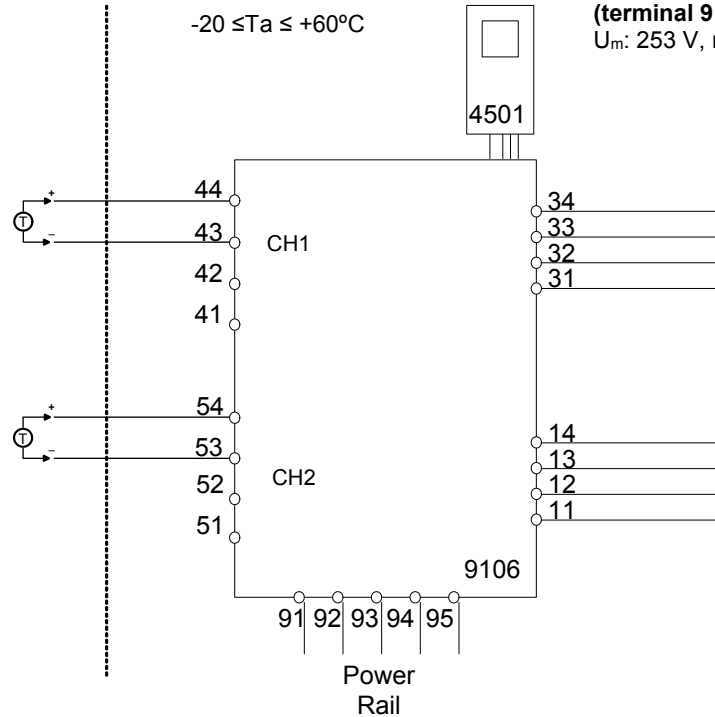 -20 ≤Ta ≤ +60ºC
(terminal 9
Um: 253 V,
4501
44
+
T
43
−
CH1
42
41
34
33
32
31
54
+
T
53
−
CH2
52
51
14
13
12
11
9106
91 92 93 94 95
Power
Rail